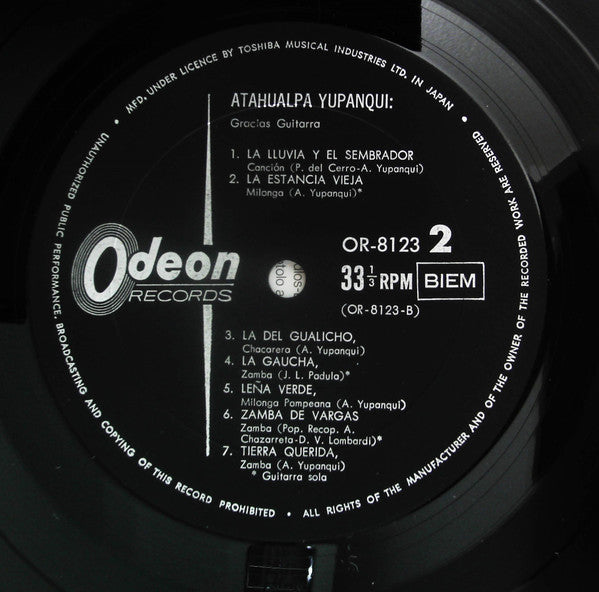 MFD. UNDER LICENCE BY TOSHIBA MUSICAL INDUSTRIES LTD. IN JAPAN
UNAUTHORIZED PUBLIC PERFORMANCE, BROADCASTING AND COPYING OF THIS RECORD PROHIBITED • ALL RIGHTS OF THE MANUFACTURER AND OF THE OWNER OF THE RECORDED WORK ARE RESERVED
ATAHUALPA YUPANQUI:
Gracias Guitarra
1. LA LLUVIA Y EL SEMBRADOR
Canción (P. del Cerro-A. Yupanqui)
2. LA ESTANCIA VIEJA
Milonga (A. Yupanqui)*
Odeon
RECORDS
OR-8123 2
33 1/3 RPM BIEM
(OR-8123-B)
3. LA DEL GUALICHO,
Chacarera (A. Yupanqui)
4. LA GAUCHA,
Zamba (J. L. Padula)*
5. LEÑA VERDE,
Milonga Pampeana (A. Yupanqui)
6. ZAMBA DE VARGAS
Zamba (Pop. Recop. A.
Chazarreta-D. V. Lombardi)*
7. TIERRA QUERIDA,
Zamba (A. Yupanqui)
* Guitarra sola